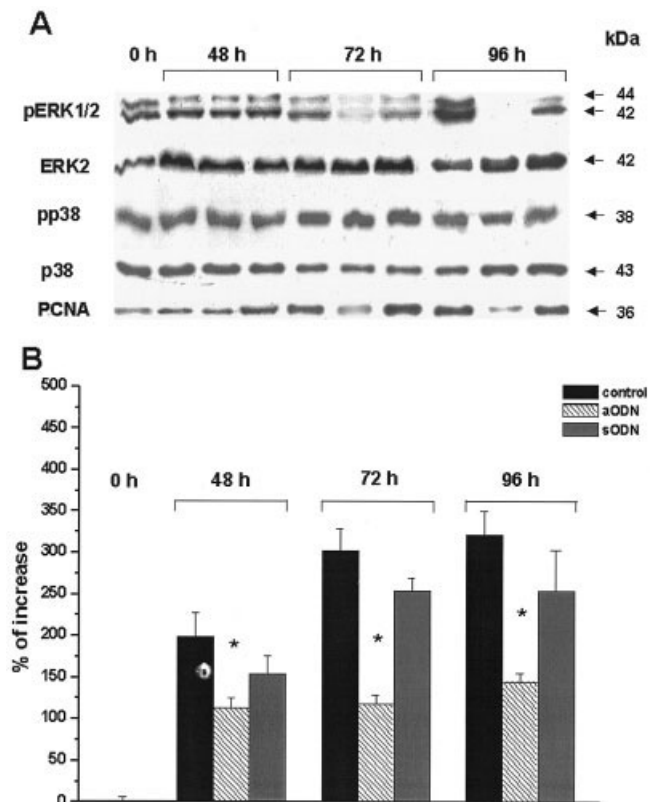 A
0 h 48 h 72 h 96 h kDa
pERK1/2 44
42
ERK2 42
pp38 38
p38 43
PCNA 36
B
500
450
400
350
300
250
200
150
100
50
0
% of increase
control
aODN
sODN
0 h 48 h 72 h 96 h
* * *